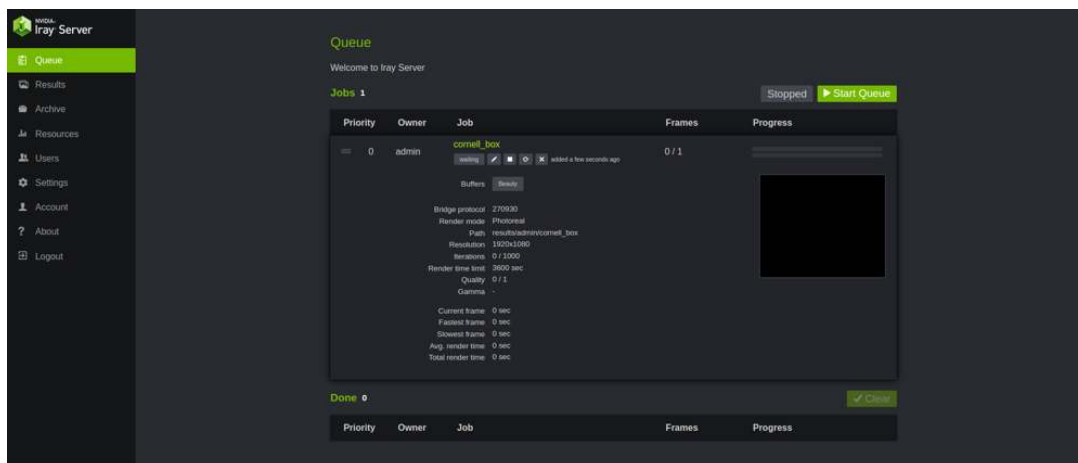 NVIDIA.
Iray Server
Queue
Results
Archive
Resources
Users
Settings
Account
About
Logout
Queue
Welcome to Iray Server
Jobs 1
Stopped
Start Queue
Priority Owner Job Frames Progress
0 admin cornell_box 0 / 1
waiting added a few seconds ago
Buffers Beauty
Bridge protocol 270930
Render mode Photoreal
Path results/admin/cornell_box
Resolution 1920x1080
Iterations 0 / 1000
Render time limit 3600 sec
Quality 0 / 1
Gamma -
Current frame 0 sec
Fastest frame 0 sec
Slowest frame 0 sec
Avg. render time 0 sec
Total render time 0 sec
Done 0
Clear
Priority Owner Job Frames Progress